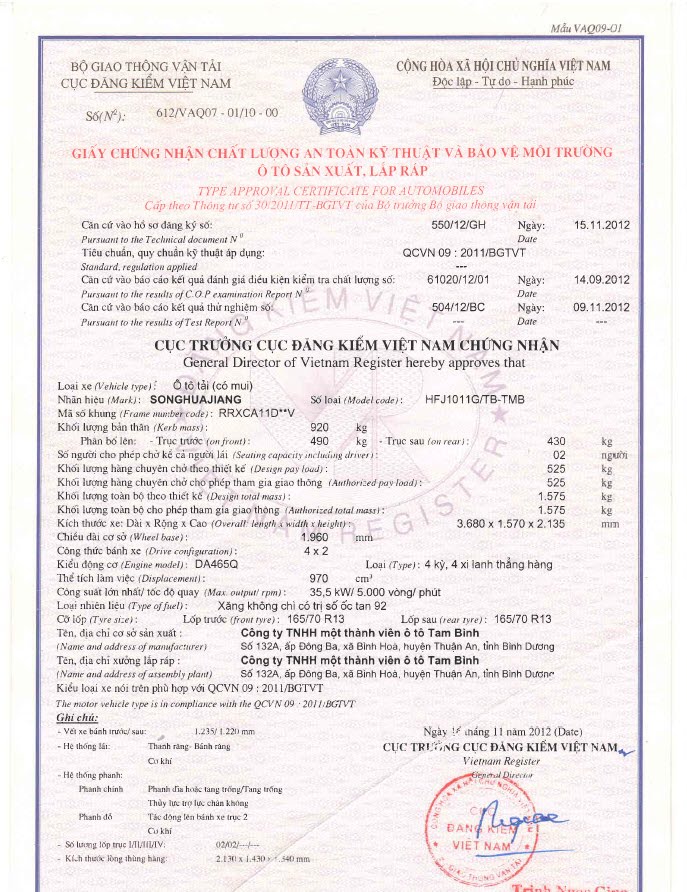 Mẫu VAQ09-01
BỘ GIAO THÔNG VẬN TẢI
CỤC ĐĂNG KIỂM VIỆT NAM
CỘNG HÒA XÃ HỘI CHỦ NGHĨA VIỆT NAM
Độc lập - Tự do - Hạnh phúc
Số(Nº): 612/VAQ07 - 01/10 - 00
GIẤY CHỨNG NHẬN CHẤT LƯỢNG AN TOÀN KỸ THUẬT VÀ BẢO VỆ MÔI TRƯỜNG
Ô TÔ SẢN XUẤT, LẮP RÁP
TYPE APPROVAL CERTIFICATE FOR AUTOMOBILES
Cấp theo Thông tư số 30/2011/TT-BGTVT của Bộ trưởng Bộ giao thông vận tải
Căn cứ vào hồ sơ đăng ký số: 550/12/GH Ngày: 15.11.2012
Pursuant to the Technical document Nº Date
Tiêu chuẩn, quy chuẩn kỹ thuật áp dụng: QCVN 09 : 2011/BGTVT
Standard, regulation applied ---
Căn cứ vào báo cáo kết quả đánh giá điều kiện kiểm tra chất lượng số: 61020/12/01 Ngày: 14.09.2012
Pursuant to the results of C.O.P examination Report Nº Date
Căn cứ vào báo cáo kết quả thử nghiệm số: 504/12/BC Ngày: 09.11.2012
Pursuant to the results of Test Report Nº --- Date ---
CỤC TRƯỞNG CỤC ĐĂNG KIỂM VIỆT NAM CHỨNG NHẬN
General Director of Vietnam Register hereby approves that
Loại xe (Vehicle type): Ô tô tải (có mui)
Nhãn hiệu (Mark): SONGHUAJIANG Số loại (Model code): HFJ1011G/TB-TMB
Mã số khung (Frame number code): RRXCA11D**V
Khối lượng bản thân (Kerb mass): 920 kg
Phân bố lên: - Trục trước (on front): 490 kg - Trục sau (on rear): 430 kg
Số người cho phép chở kể cả người lái (Seating capacity including driver): 02 người
Khối lượng hàng chuyên chở theo thiết kế (Design pay load): 525 kg
Khối lượng hàng chuyên chở cho phép tham gia giao thông (Authorized pay load): 525 kg
Khối lượng toàn bộ theo thiết kế (Design total mass): 1.575 kg
Khối lượng toàn bộ cho phép tham gia giao thông (Authorized total mass): 1.575 kg
Kích thước xe: Dài x Rộng x Cao (Overall: length x width x height): 3.680 x 1.570 x 2.135 mm
Chiều dài cơ sở (Wheel base): 1.960 mm
Công thức bánh xe (Drive configuration): 4 x 2
Kiểu động cơ (Engine model): DA465Q Loại (Type): 4 kỳ, 4 xi lanh thẳng hàng
Thể tích làm việc (Displacement): 970 cm³
Công suất lớn nhất/ tốc độ quay (Max. output/ rpm): 35,5 kW/ 5.000 vòng/ phút
Loại nhiên liệu (Type of fuel): Xăng không chì có trị số ốc tan 92
Cỡ lốp (Tyre size): Lốp trước (front tyre): 165/70 R13 Lốp sau (rear tyre): 165/70 R13
Tên, địa chỉ cơ sở sản xuất : Công ty TNHH một thành viên ô tô Tam Bình
(Name and address of manufacturer) Số 132A, ấp Đông Ba, xã Bình Hoà, huyện Thuận An, tỉnh Bình Dương
Tên, địa chỉ xưởng lắp ráp : Công ty TNHH một thành viên ô tô Tam Bình
(Name and address of assembly plant) Số 132A, ấp Đông Ba, xã Bình Hoà, huyện Thuận An, tỉnh Bình Dương
Kiểu loại xe nói trên phù hợp với QCVN 09 : 2011/BGTVT
The motor vehicle type is in compliance with the QCVN 09 : 2011/BGTVT
Ghi chú:
- Vết xe bánh trước/ sau: 1.235/ 1.220 mm
- Hệ thống lái: Thanh răng- Bánh răng
Cơ khí
- Hệ thống phanh:
Phanh chính Phanh đĩa hoặc tang trống/Tang trống
Thủy lực trợ lực chân không
Phanh đỗ Tác động lên bánh xe trục 2
Cơ khí
- Số lượng lốp trục I/II/III/IV: 02/02/---/---
- Kích thước lòng thùng hàng: 2.130 x 1.430 x 1.340 mm
Ngày tháng 11 năm 2012 (Date)
CỤC TRƯỞNG CỤC ĐĂNG KIỂM VIỆT NAM
Vietnam Register
General Director
CỤC
ĐĂNG KIỂM
VIỆT NAM